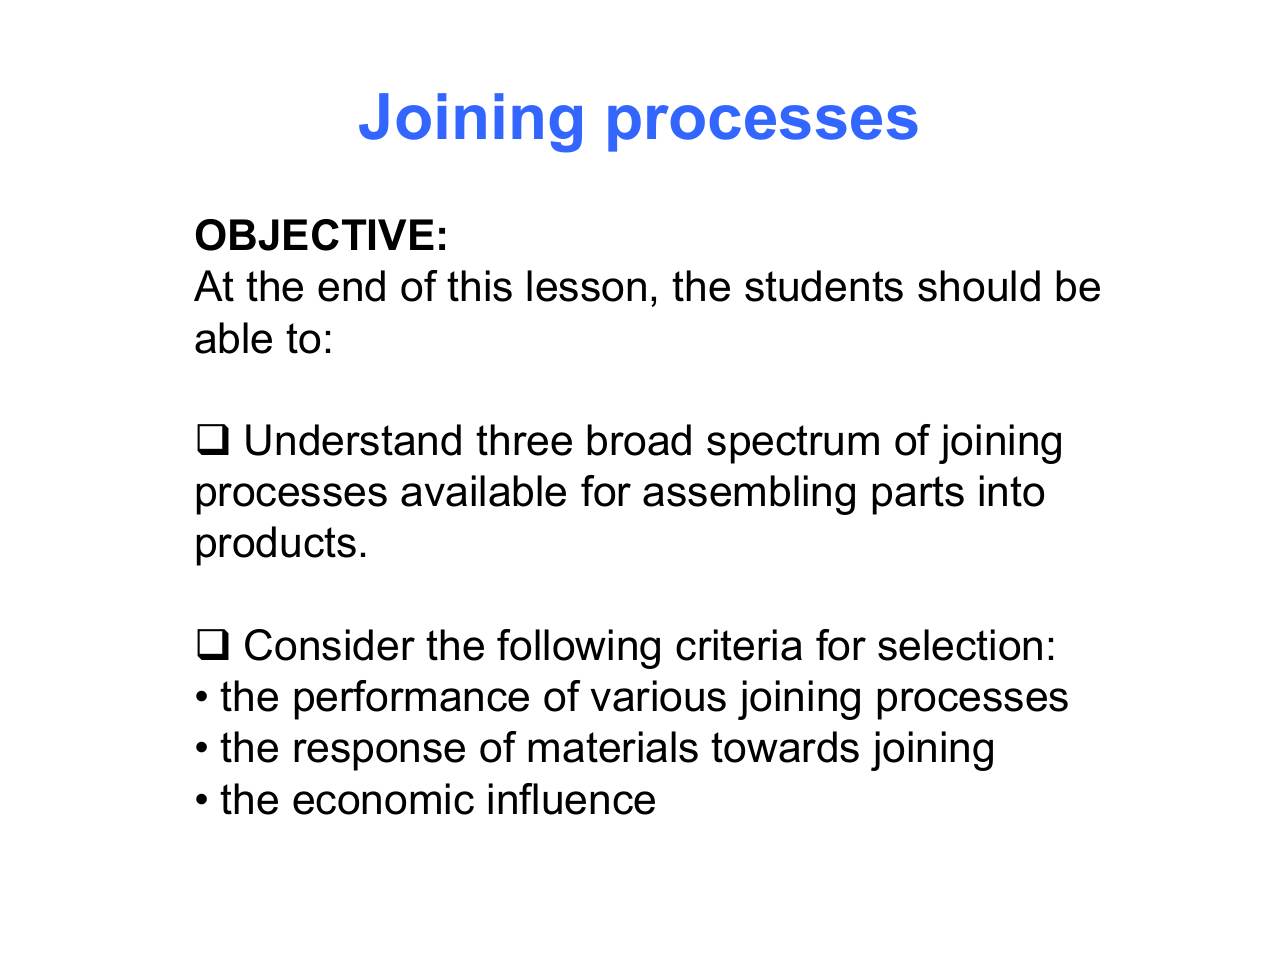 Joining processes
OBJECTIVE:
At the end of this lesson, the students should be
able to:
❑ Understand three broad spectrum of joining
processes available for assembling parts into
products.
❑ Consider the following criteria for selection:
• the performance of various joining processes
• the response of materials towards joining
• the economic influence